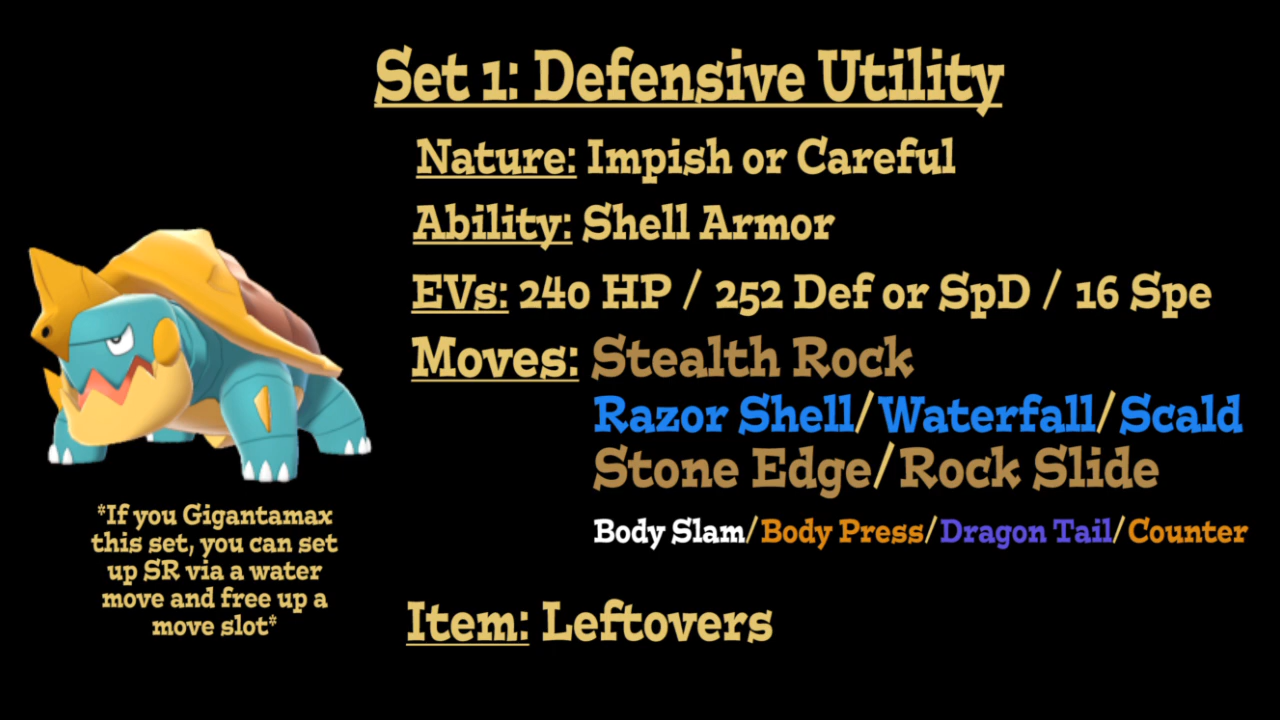 Set 1: Defensive Utility
Nature: Impish or Careful
Ability: Shell Armor
EVs: 240 HP / 252 Def or SpD / 16 Spe
Moves: Stealth Rock
Razor Shell/Waterfall/Scald
Stone Edge/Rock Slide
Body Slam/Body Press/Dragon Tail/Counter
Item: Leftovers
*If you Gigantamax
this set, you can set
up SR via a water
move and free up a
move slot*